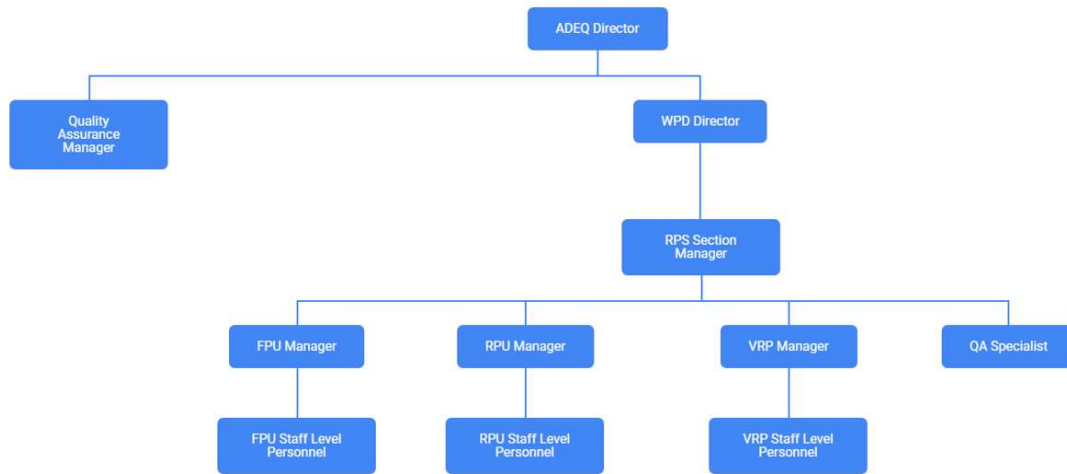 ADEQ Director
Quality
Assurance
Manager
WPD Director
RPS Section
Manager
FPU Manager
RPU Manager
VRP Manager
QA Specialist
FPU Staff Level
Personnel
RPU Staff Level
Personnel
VRP Staff Level
Personnel